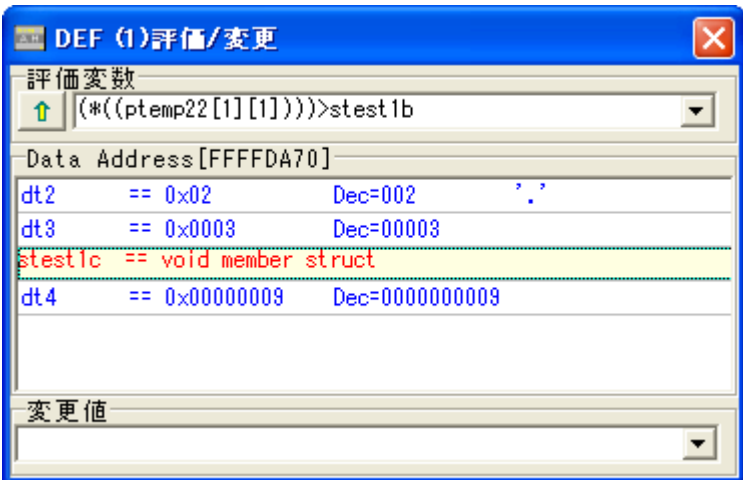 DEF (1)評価/変更
評価変数
(*((ptemp22[1][1])))>stest1b
Data Address[FFFFDA70]
dt2 == 0x02 Dec=002 '.'
dt3 == 0x0003 Dec=00003
stest1c == void member struct
dt4 == 0x00000009 Dec=0000000009
変更値